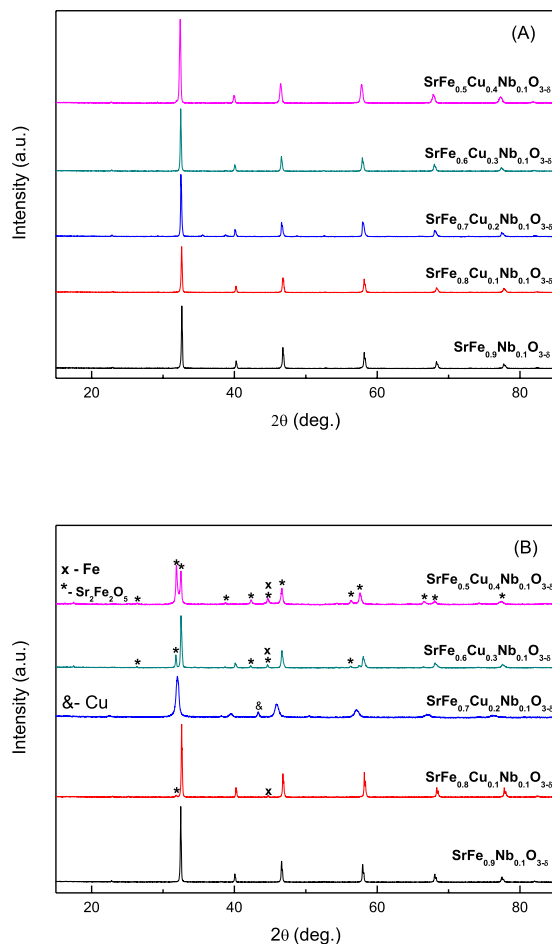 (A)
SrFe0.5Cu0.4Nb0.1O3-δ
SrFe0.6Cu0.3Nb0.1O3-δ
SrFe0.7Cu0.2Nb0.1O3-δ
SrFe0.8Cu0.1Nb0.1O3-δ
SrFe0.9Nb0.1O3-δ
Intensity (a.u.)
20 40 60 80
2θ (deg.)
(B)
x - Fe
*- Sr2Fe2O5
&- Cu
* * * * * x * * * * * * *
SrFe0.5Cu0.4Nb0.1O3-δ
* * * x * *
SrFe0.6Cu0.3Nb0.1O3-δ
&
SrFe0.7Cu0.2Nb0.1O3-δ
* x
SrFe0.8Cu0.1Nb0.1O3-δ
SrFe0.9Nb0.1O3-δ
Intensity (a.u.)
20 40 60 80
2θ (deg.)